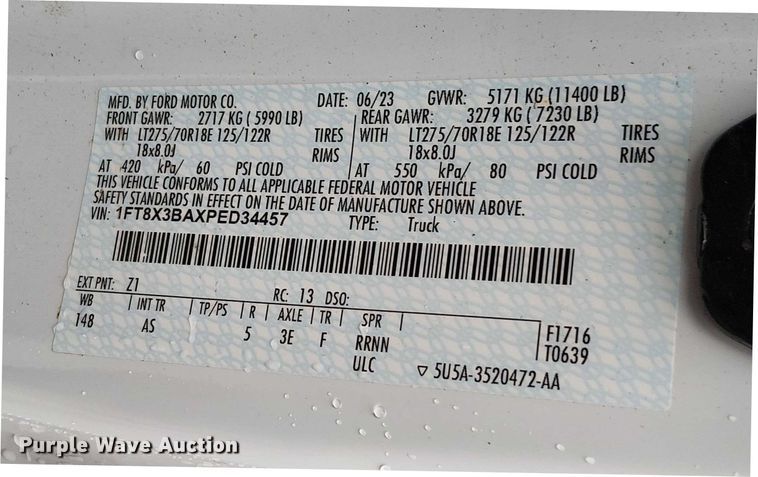 MFD. BY FORD MOTOR CO. DATE: 06/23 GVWR: 5171 KG (11400 LB)
FRONT GAWR: 2717 KG ( 5990 LB) REAR GAWR: 3279 KG ( 7230 LB)
WITH LT275/70R18E 125/122R TIRES WITH LT275/70R18E 125/122R TIRES
18x8.0J RIMS 18x8.0J RIMS
AT 420 kPa/ 60 PSI COLD AT 550 kPa/ 80 PSI COLD
THIS VEHICLE CONFORMS TO ALL APPLICABLE FEDERAL MOTOR VEHICLE
SAFETY STANDARDS IN EFFECT ON THE DATE OF MANUFACTURE SHOWN ABOVE.
VIN: 1FT8X3BAXPED34457 TYPE: Truck
EXT PNT: Z1 RC: 13 DSO:
WB INT TR TP/PS R AXLE TR SPR F1716
148 AS 5 3E F RRNN T0639
ULC ▽ 5U5A-3520472-AA
Purple Wave Auction